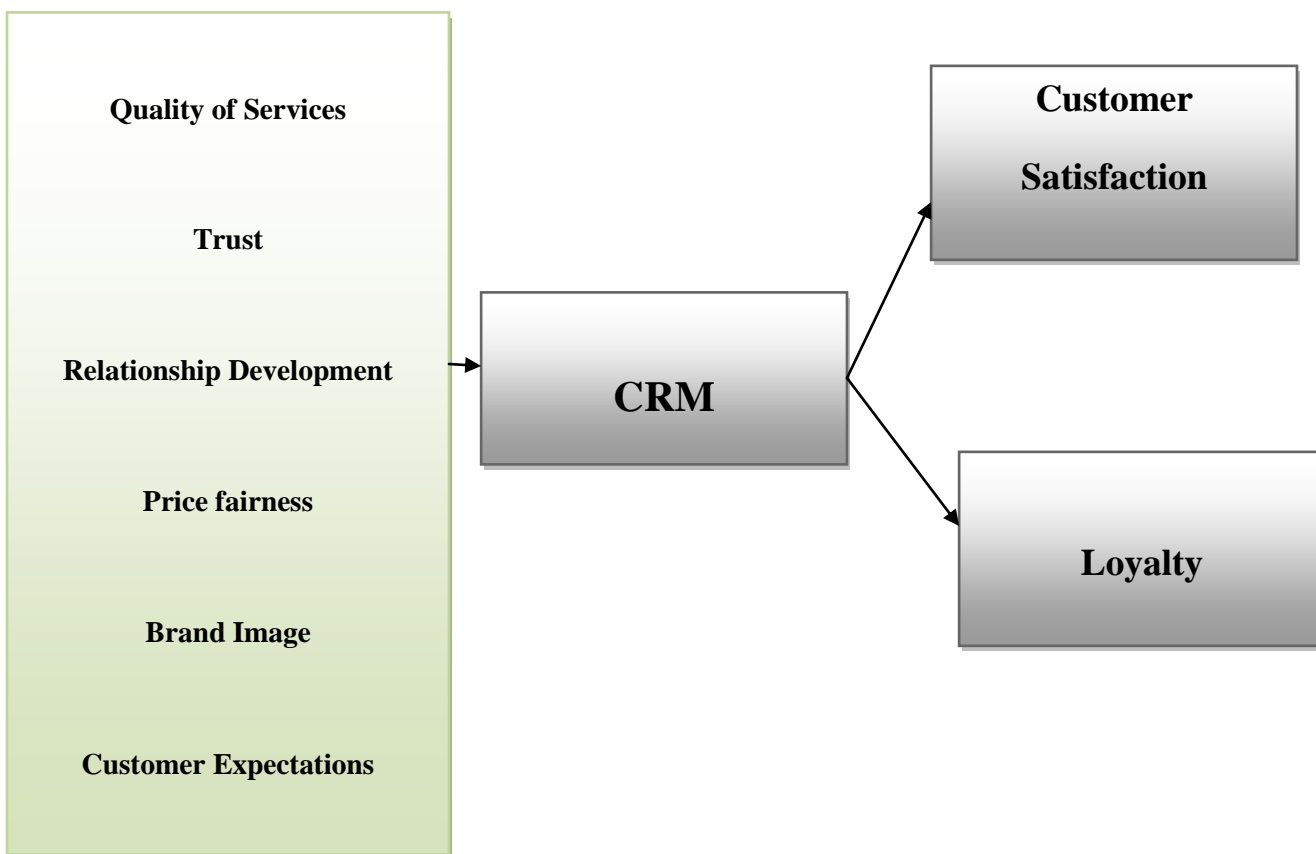 Quality of Services
Trust
Relationship Development
Price fairness
Brand Image
Customer Expectations
CRM
Customer
Satisfaction
Loyalty